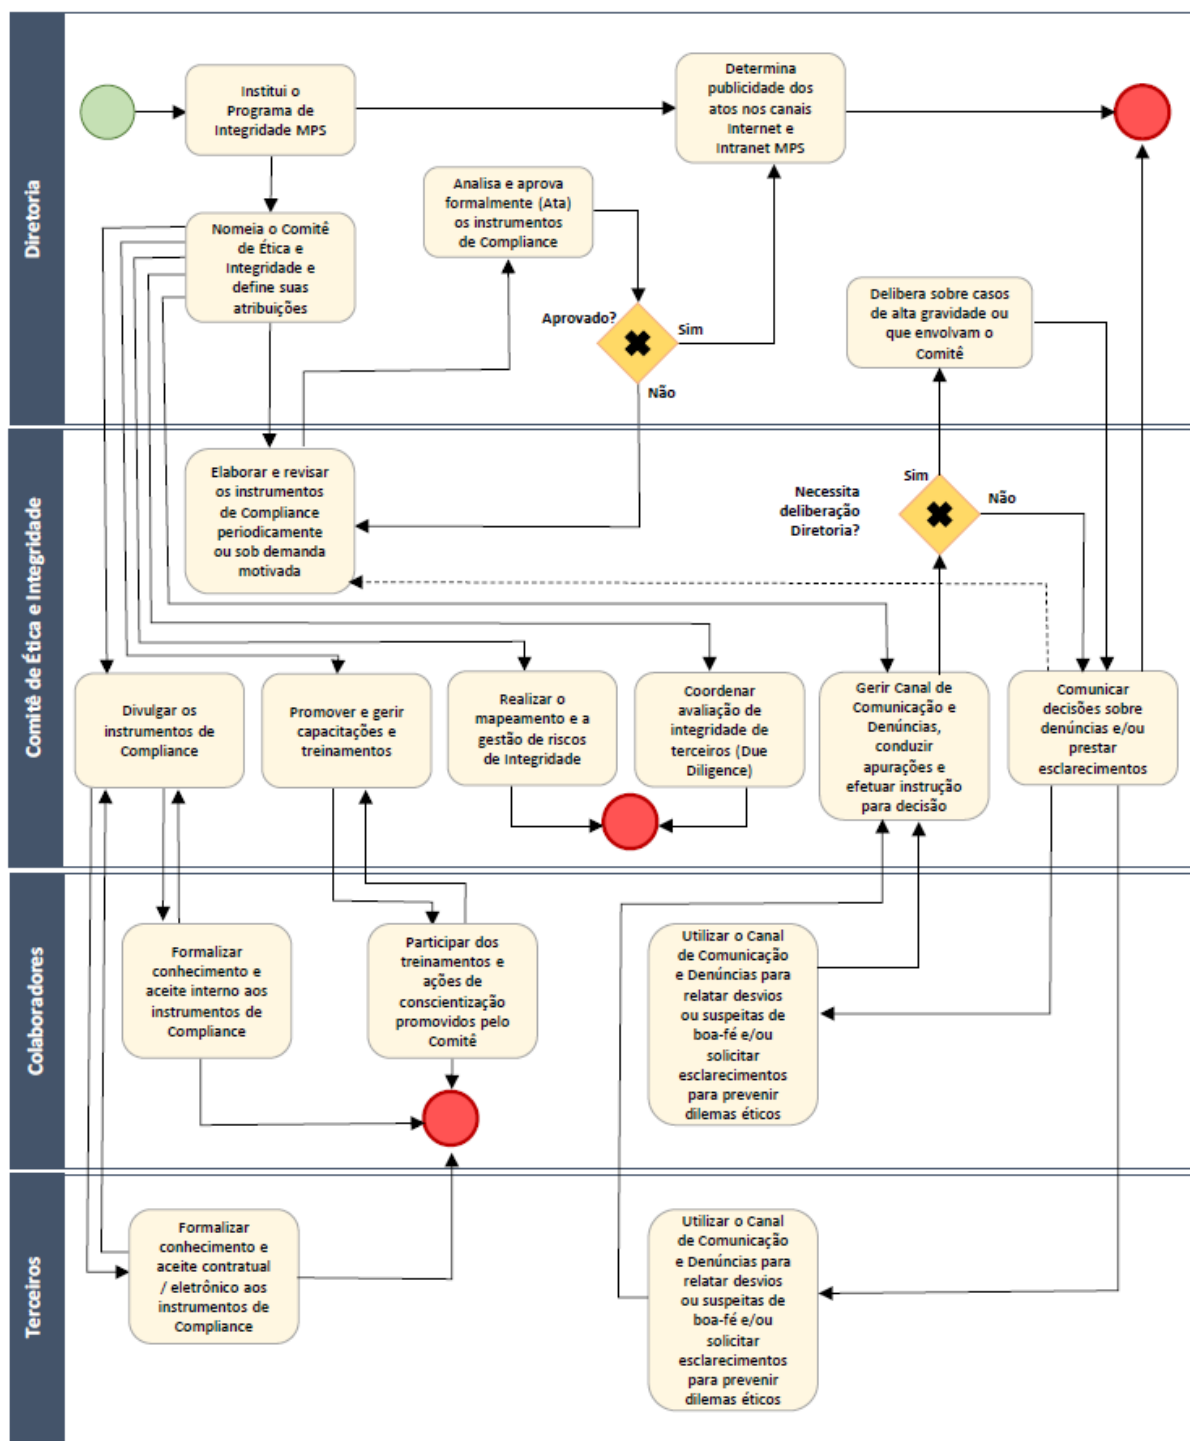 Diretoria
Institui o
Programa de
Integridade MPS
Determina
publicidade dos
atos nos canais
Internet e
Intranet MPS
Analisa e aprova
formalmente (Ata)
os instrumentos
de Compliance
Nomeia o Comitê
de Ética e
Integridade e
define suas
atribuições
Aprovado?
Sim
Não
Delibera sobre casos
de alta gravidade ou
que envolvam o
Comitê
Comitê de Ética e Integridade
Elaborar e revisar
os instrumentos
de Compliance
periodicamente
ou sob demanda
motivada
Necessita
deliberação
Diretoria?
Sim
Não
Divulgar os
instrumentos de
Compliance
Promover e gerir
capacitações e
treinamentos
Realizar o
mapeamento e a
gestão de riscos
de Integridade
Coordenar
avaliação de
integridade de
terceiros (Due
Diligence)
Gerir Canal de
Comunicação e
Denúncias,
conduzir
apurações e
efetuar instrução
para decisão
Comunicar
decisões sobre
denúncias e/ou
prestar
esclarecimentos
Colaboradores
Formalizar
conhecimento e
aceite interno aos
instrumentos de
Compliance
Participar dos
treinamentos e
ações de
conscientização
promovidos pelo
Comitê
Utilizar o Canal
de Comunicação
e Denúncias para
relatar desvios
ou suspeitas de
boa-fé e/ou
solicitar
esclarecimentos
para prevenir
dilemas éticos
Terceiros
Formalizar
conhecimento e
aceite contratual
/ eletrônico aos
instrumentos de
Compliance
Utilizar o Canal
de Comunicação
e Denúncias para
relatar desvios
ou suspeitas de
boa-fé e/ou
solicitar
esclarecimentos
para prevenir
dilemas éticos